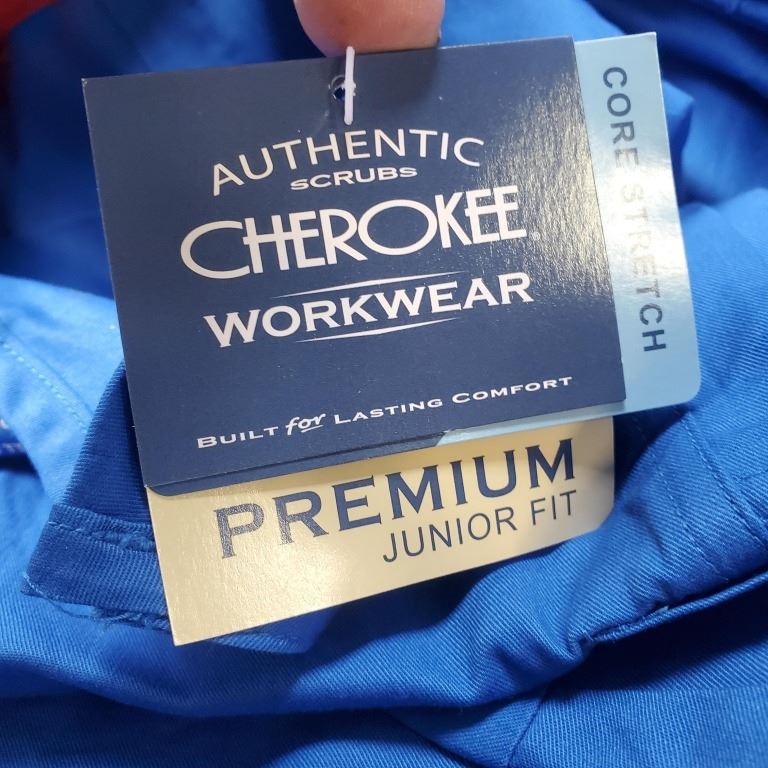 AUTHENTIC
SCRUBS
CHEROKEE
WORKWEAR
BUILT for LASTING COMFORT
CORE STRETCH
PREMIUM
JUNIOR FIT